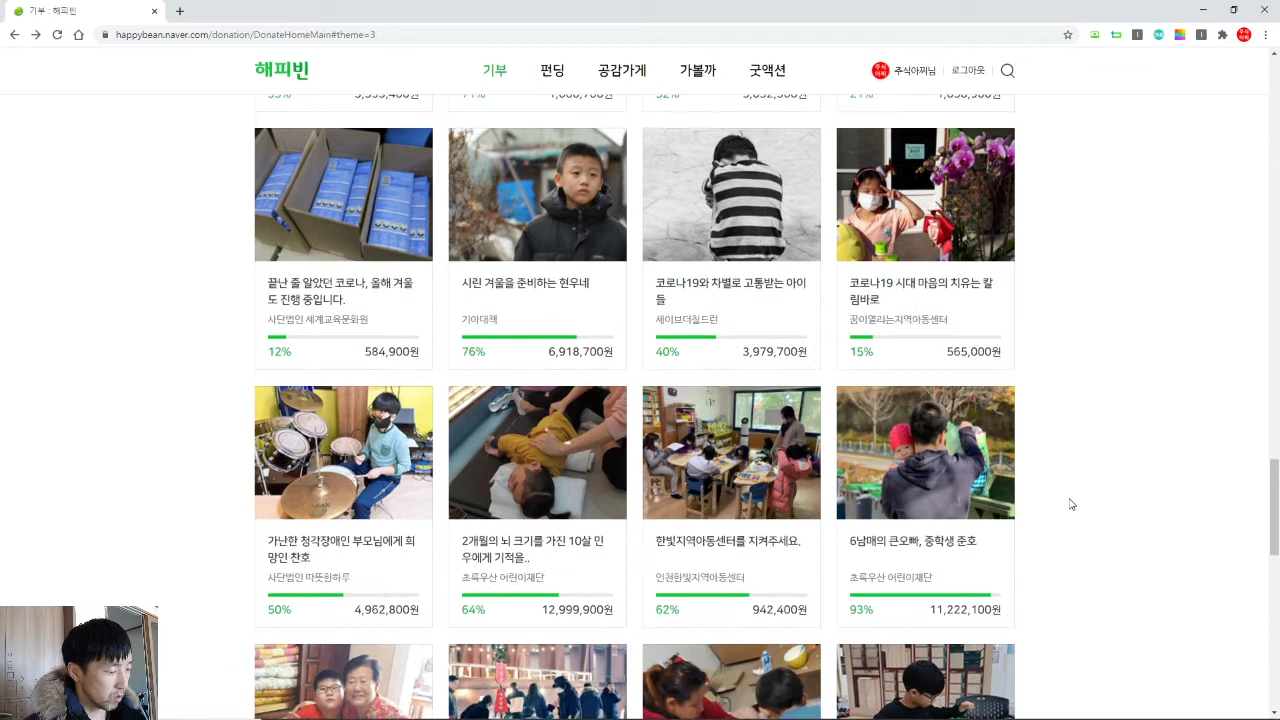 기부 : 해피빈
happybean.naver.com/donation/DonateHomeMain#theme=3
해피빈 기부 펀딩 공감가게 가볼까 굿액션 주식아찌님 로그아웃
끝난 줄 알았던 코로나, 올해 겨울
도 진행 중입니다.
사단법인 세계교육문화원
12% 584,900원
시린 겨울을 준비하는 현우네
기아대책
76% 6,918,700원
코로나19와 차별로 고통받는 아이
들
세이브더칠드런
40% 3,979,700원
코로나19 시대 마음의 치유는 칼
림바로
꿈이열리는지역아동센터
15% 565,000원
가난한 청각장애인 부모님에게 희
망인 찬호
사단법인 따뜻한하루
50% 4,962,800원
2개월의 뇌 크기를 가진 10살 민
우에게 기적을..
초록우산 어린이재단
64% 12,999,900원
한빛지역아동센터를 지켜주세요.
인천한빛지역아동센터
62% 942,400원
6남매의 큰오빠, 중학생 준호
초록우산 어린이재단
93% 11,222,100원